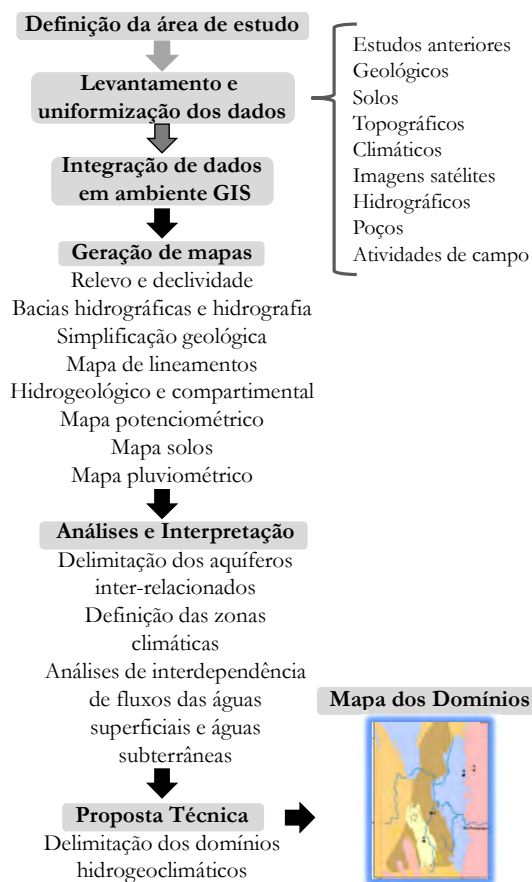 Definição da área de estudo
Levantamento e
uniformização dos dados
Estudos anteriores
Geológicos
Solos
Topográficos
Climáticos
Imagens satélites
Hidrográficos
Poços
Atividades de campo
Integração de dados
em ambiente GIS
Geração de mapas
Relevo e declividade
Bacias hidrográficas e hidrografia
Simplificação geológica
Mapa de lineamentos
Hidrogeológico e compartimental
Mapa potenciométrico
Mapa solos
Mapa pluviométrico
Análises e Interpretação
Delimitação dos aquíferos
inter-relacionados
Definição das zonas
climáticas
Análises de interdependência
de fluxos das águas
superficiais e águas
subterrâneas
Mapa dos Domínios
Proposta Técnica
Delimitação dos domínios
hidrogeoclimáticos